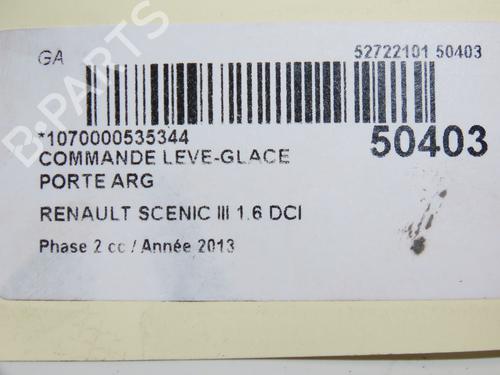 GA 52722101 50403
*1070000535344 50403
COMMANDE LEVE-GLACE
PORTE ARG
RENAULT SCENIC III 1.6 DCI
Phase 2 cc / Année 2013
B-PARTS